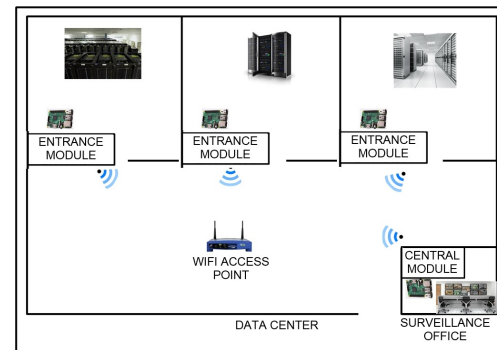 ENTRANCE
MODULE
ENTRANCE
MODULE
ENTRANCE
MODULE
WIFI ACCESS
POINT
CENTRAL
MODULE
DATA CENTER
SURVEILLANCE
OFFICE